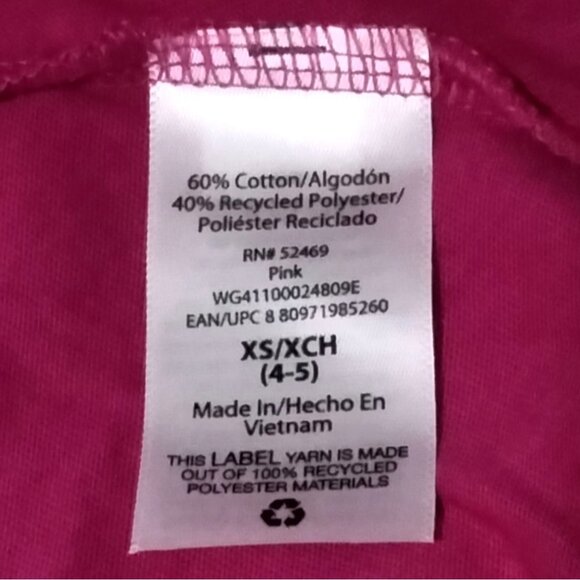 60% Cotton/Algodón
40% Recycled Polyester/
Poliéster Reciclado
RN# 52469
Pink
WG41100024809E
EAN/UPC 8 80971985260
XS/XCH
(4-5)
Made In/Hecho En
Vietnam
THIS LABEL YARN IS MADE
OUT OF 100% RECYCLED
POLYESTER MATERIALS